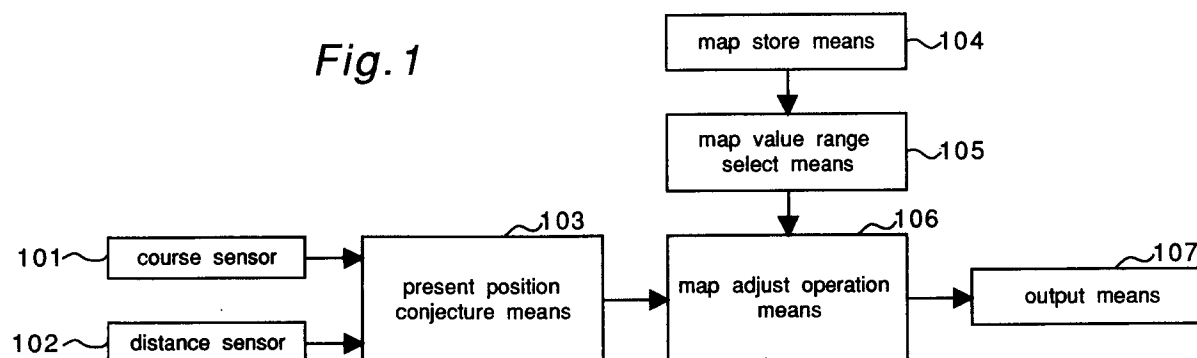 Fig. 1
map store means
104
map value range
select means
105
103
106
101
course sensor
107
present position
conjecture means
map adjust operation
means
output means
102
distance sensor